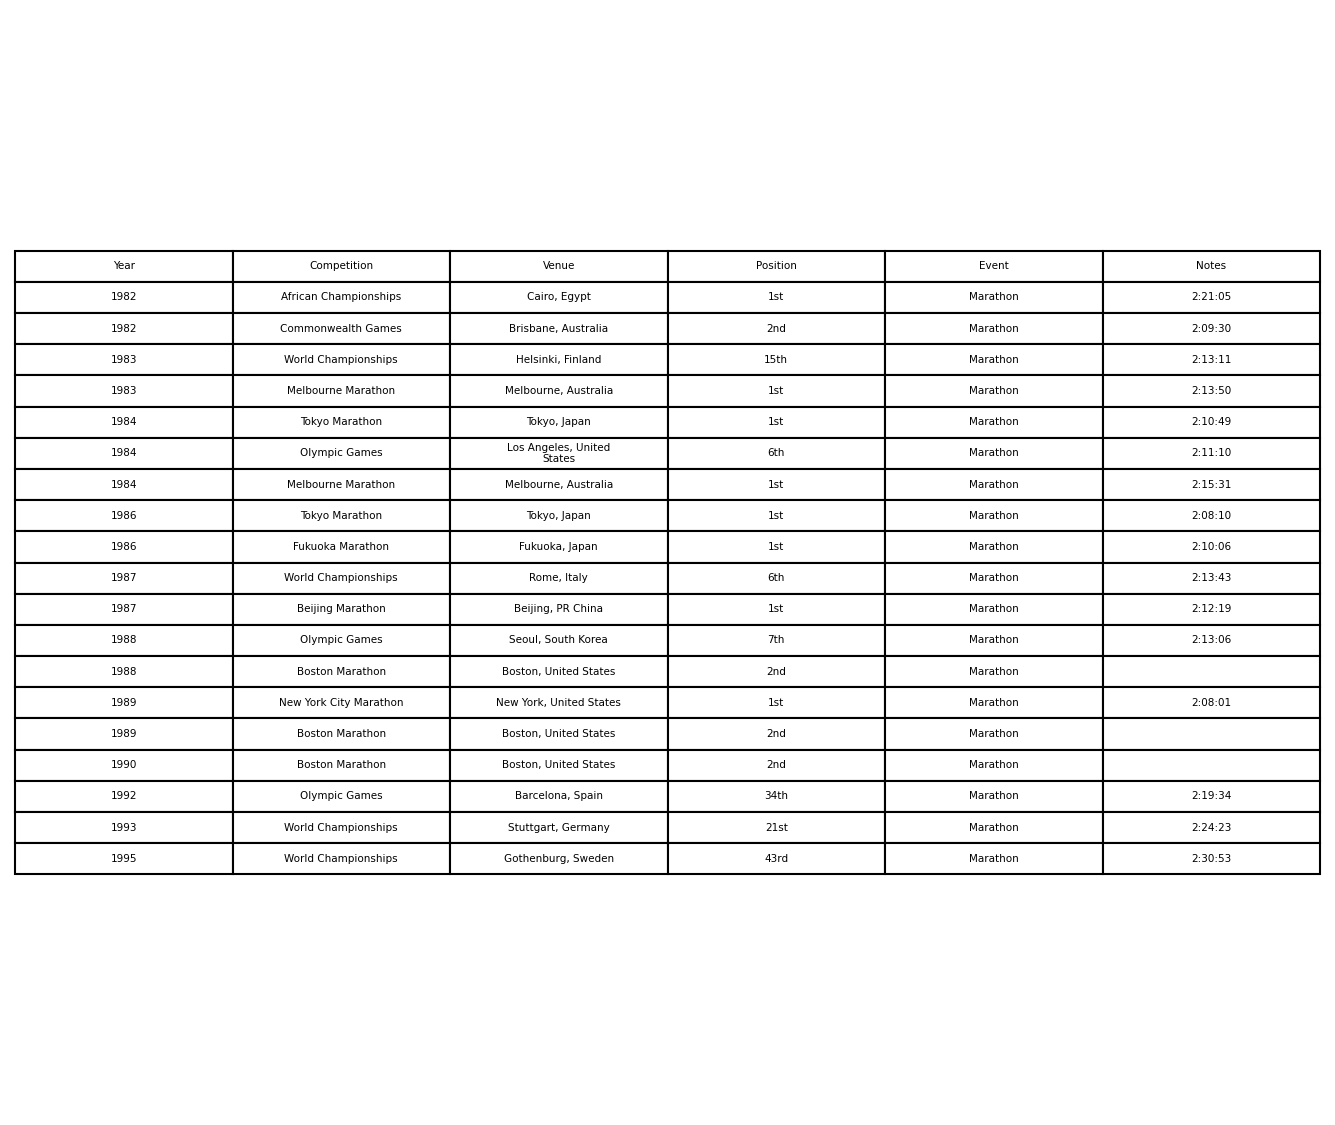 Year Competition Venue Position Event Notes
1982 African Championships Cairo, Egypt 1st Marathon 2:21:05
1982 Commonwealth Games Brisbane, Australia 2nd Marathon 2:09:30
1983 World Championships Helsinki, Finland 15th Marathon 2:13:11
1983 Melbourne Marathon Melbourne, Australia 1st Marathon 2:13:50
1984 Tokyo Marathon Tokyo, Japan 1st Marathon 2:10:49
1984 Olympic Games Los Angeles, United States 6th Marathon 2:11:10
1984 Melbourne Marathon Melbourne, Australia 1st Marathon 2:15:31
1986 Tokyo Marathon Tokyo, Japan 1st Marathon 2:08:10
1986 Fukuoka Marathon Fukuoka, Japan 1st Marathon 2:10:06
1987 World Championships Rome, Italy 6th Marathon 2:13:43
1987 Beijing Marathon Beijing, PR China 1st Marathon 2:12:19
1988 Olympic Games Seoul, South Korea 7th Marathon 2:13:06
1988 Boston Marathon Boston, United States 2nd Marathon
1989 New York City Marathon New York, United States 1st Marathon 2:08:01
1989 Boston Marathon Boston, United States 2nd Marathon
1990 Boston Marathon Boston, United States 2nd Marathon
1992 Olympic Games Barcelona, Spain 34th Marathon 2:19:34
1993 World Championships Stuttgart, Germany 21st Marathon 2:24:23
1995 World Championships Gothenburg, Sweden 43rd Marathon 2:30:53